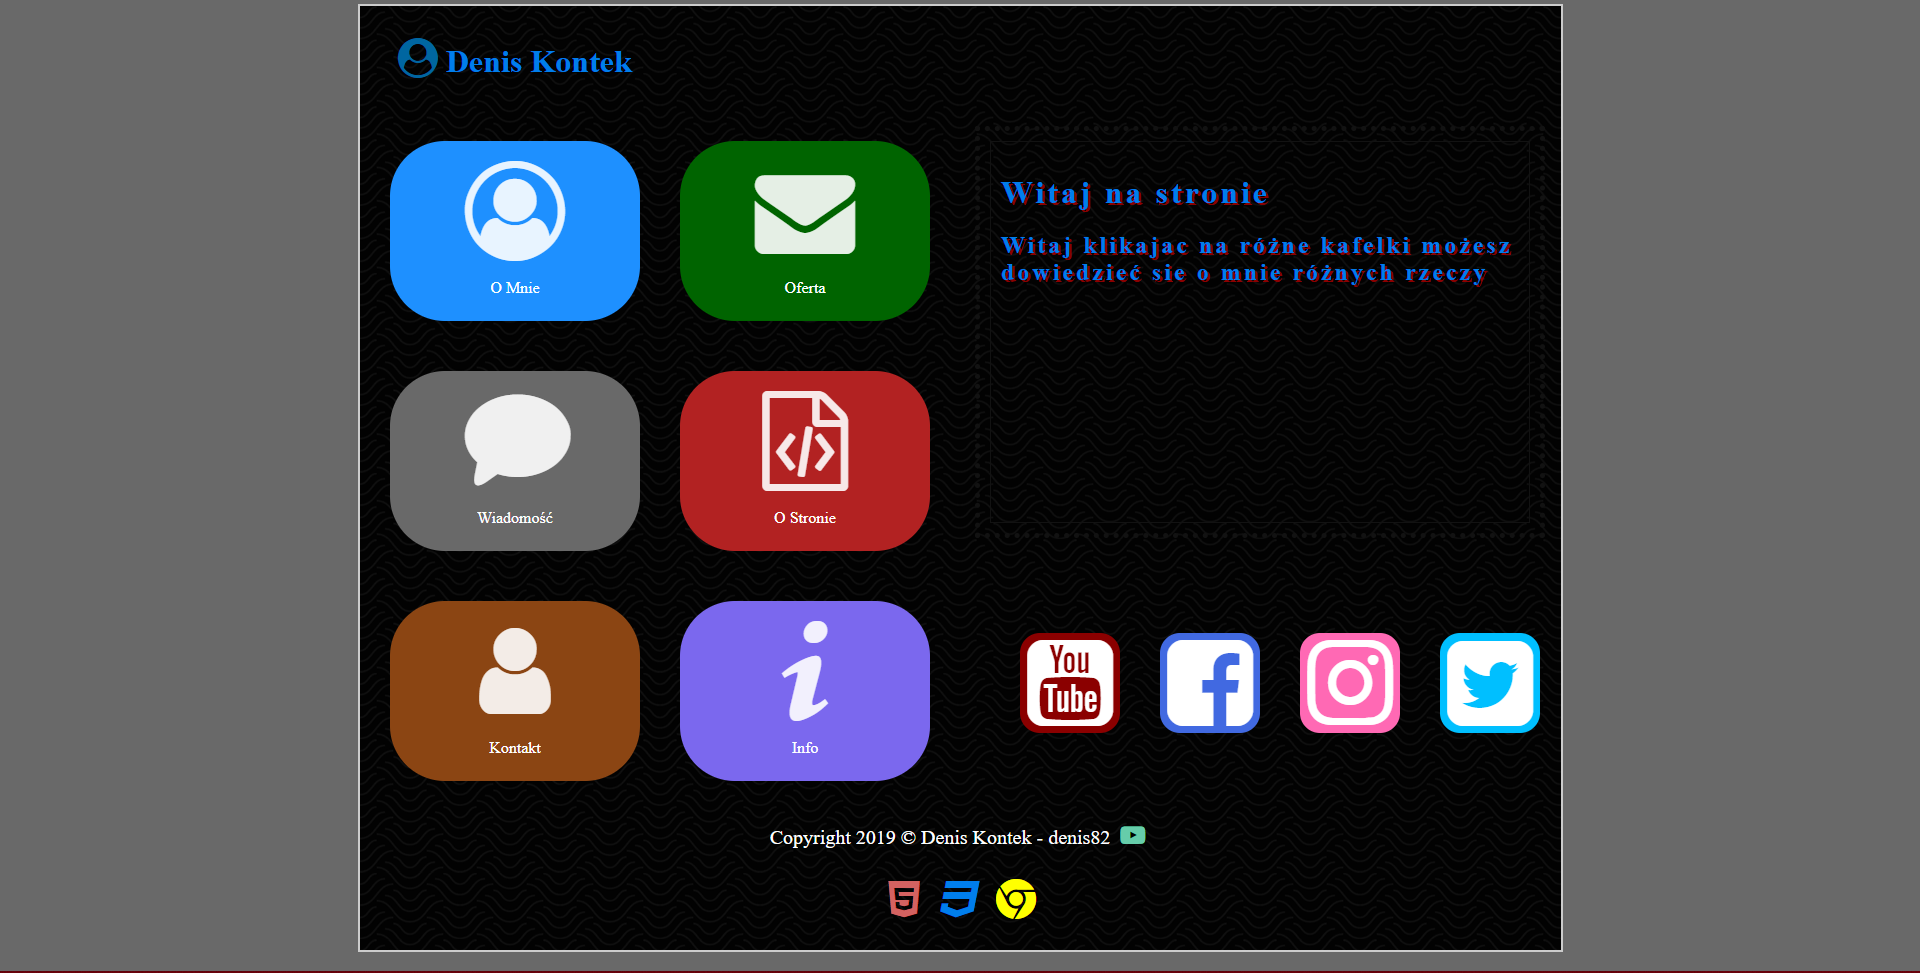 Denis Kontek
O Mnie
Oferta
Witaj na stronie
Witaj klikajac na różne kafelki możesz
dowiedzieć sie o mnie różnych rzeczy
Wiadomość
O Stronie
Kontakt
Info
You
Tube
Copyright 2019 © Denis Kontek - denis82